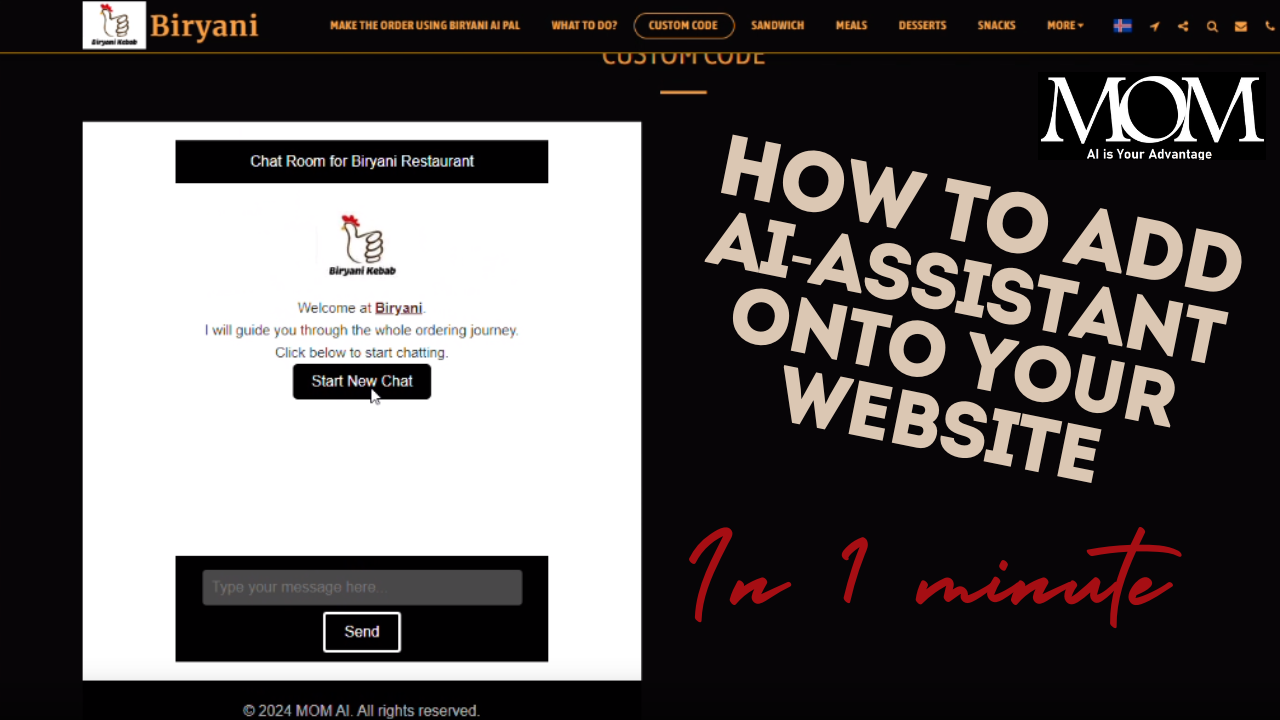 Biryani Kebab
Biryani
MAKE THE ORDER USING BIRYANI AI PAL
WHAT TO DO?
CUSTOM CODE
SANDWICH
MEALS
DESSERTS
SNACKS
MORE
CUSTOM CODE
MOM
AI is Your Advantage
Chat Room for Biryani Restaurant
Biryani Kebab
Welcome at Biryani.
I will guide you through the whole ordering journey.
Click below to start chatting.
Start New Chat
Type your message here...
Send
© 2024 MOM AI. All rights reserved.
HOW TO ADD
AI-ASSISTANT
ONTO YOUR
WEBSITE
In 1 minute